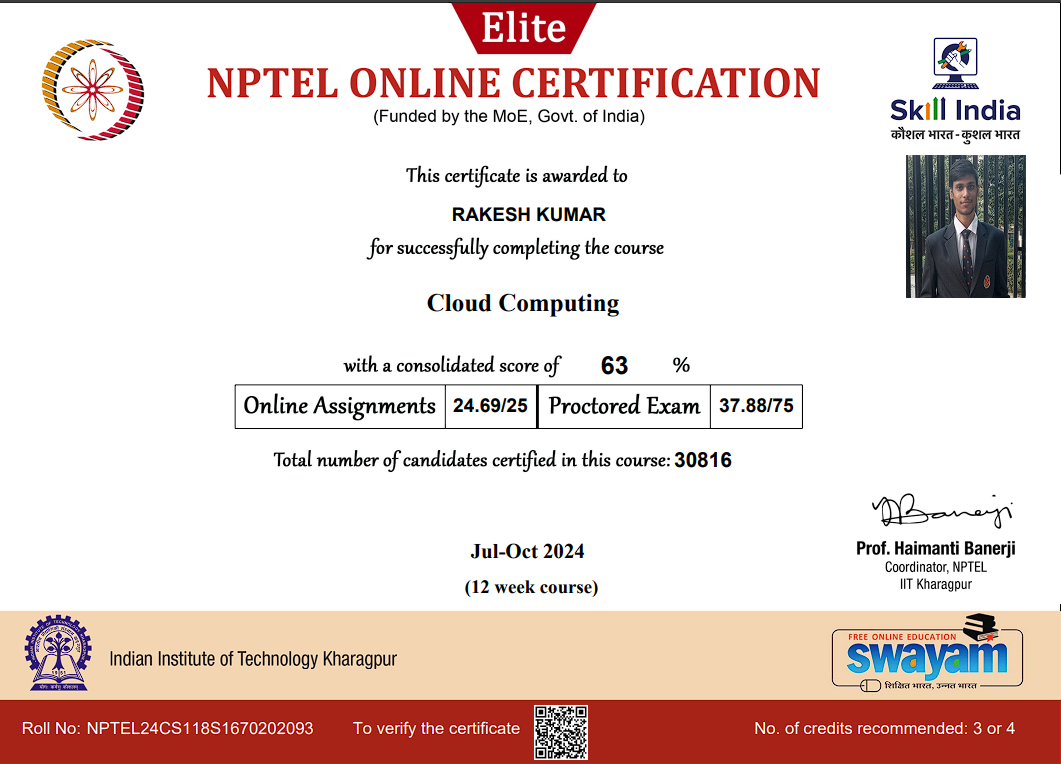 Elite
NPTEL ONLINE CERTIFICATION
(Funded by the MoE, Govt. of India)
Skill India
कौशल भारत - कुशल भारत
This certificate is awarded to
RAKESH KUMAR
for successfully completing the course
Cloud Computing
with a consolidated score of 63 %
Online Assignments 24.69/25 Proctored Exam 37.88/75
Total number of candidates certified in this course: 30816
Prof. Haimanti Banerji
Coordinator, NPTEL
IIT Kharagpur
Jul-Oct 2024
(12 week course)
Indian Institute of Technology Kharagpur
FREE ONLINE EDUCATION
swayam
शिक्षित भारत, उन्नत भारत
Roll No: NPTEL24CS118S1670202093 To verify the certificate No. of credits recommended: 3 or 4